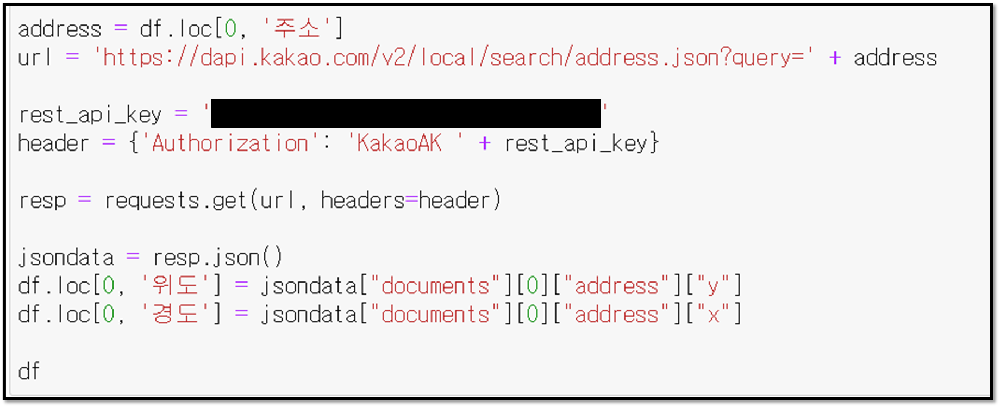 address = df.loc[0, '주소']
url = 'https://dapi.kakao.com/v2/local/search/address.json?query=' + address
rest_api_key = ' '
header = {'Authorization': 'KakaoAK ' + rest_api_key}
resp = requests.get(url, headers=header)
jsondata = resp.json()
df.loc[0, '위도'] = jsondata["documents"][0]["address"]["y"]
df.loc[0, '경도'] = jsondata["documents"][0]["address"]["x"]
df